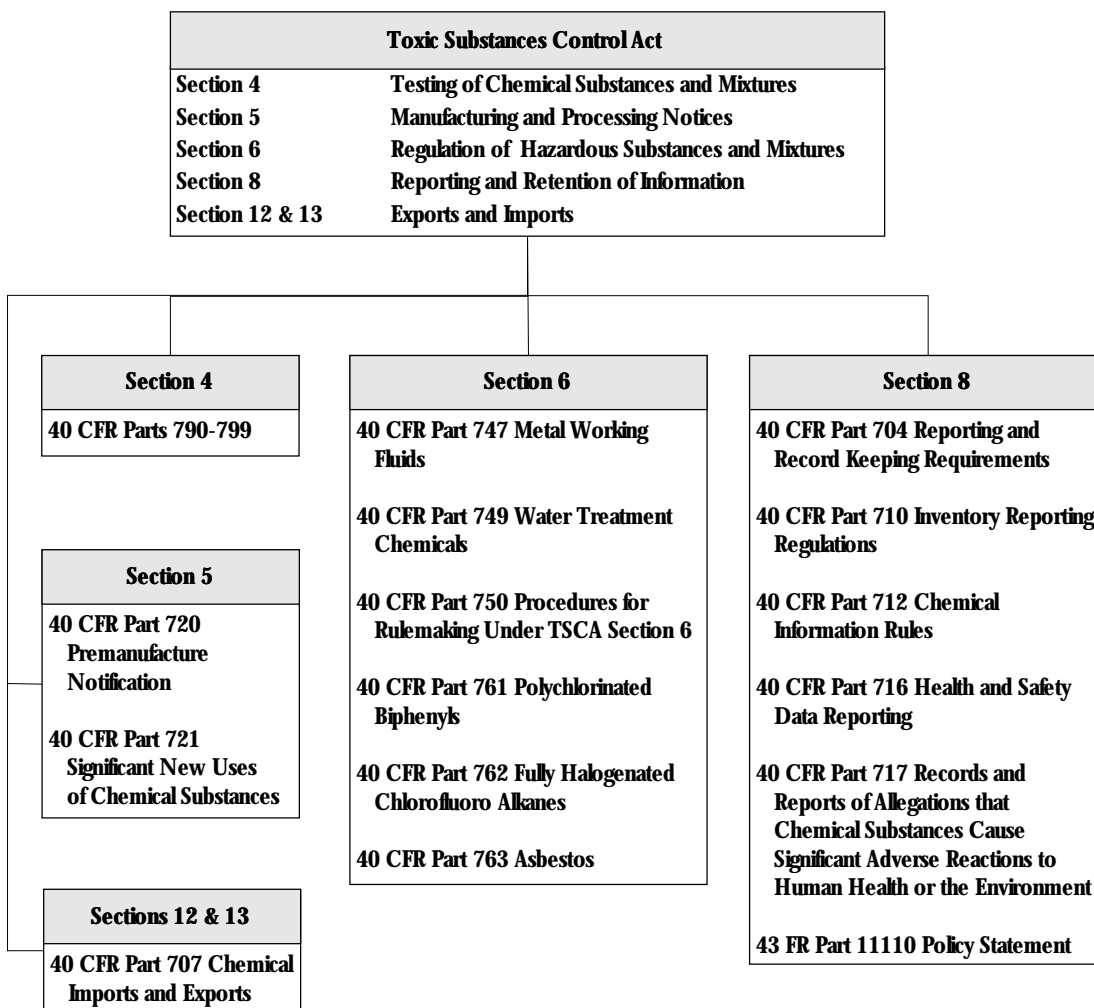 Toxic Substances Control Act
Section 4 Testing of Chemical Substances and Mixtures
Section 5 Manufacturing and Processing Notices
Section 6 Regulation of Hazardous Substances and Mixtures
Section 8 Reporting and Retention of Information
Section 12 & 13 Exports and Imports
Section 4
40 CFR Parts 790-799
Section 5
40 CFR Part 720
Premanufacture
Notification
40 CFR Part 721
Significant New Uses
of Chemical Substances
Sections 12 & 13
40 CFR Part 707 Chemical
Imports and Exports
Section 6
40 CFR Part 747 Metal Working
Fluids
40 CFR Part 749 Water Treatment
Chemicals
40 CFR Part 750 Procedures for
Rulemaking Under TSCA Section 6
40 CFR Part 761 Polychlorinated
Biphenyls
40 CFR Part 762 Fully Halogenated
Chlorofluoro Alkanes
40 CFR Part 763 Asbestos
Section 8
40 CFR Part 704 Reporting and
Record Keeping Requirements
40 CFR Part 710 Inventory Reporting
Regulations
40 CFR Part 712 Chemical
Information Rules
40 CFR Part 716 Health and Safety
Data Reporting
40 CFR Part 717 Records and
Reports of Allegations that
Chemical Substances Cause
Significant Adverse Reactions to
Human Health or the Environment
43 FR Part 11110 Policy Statement